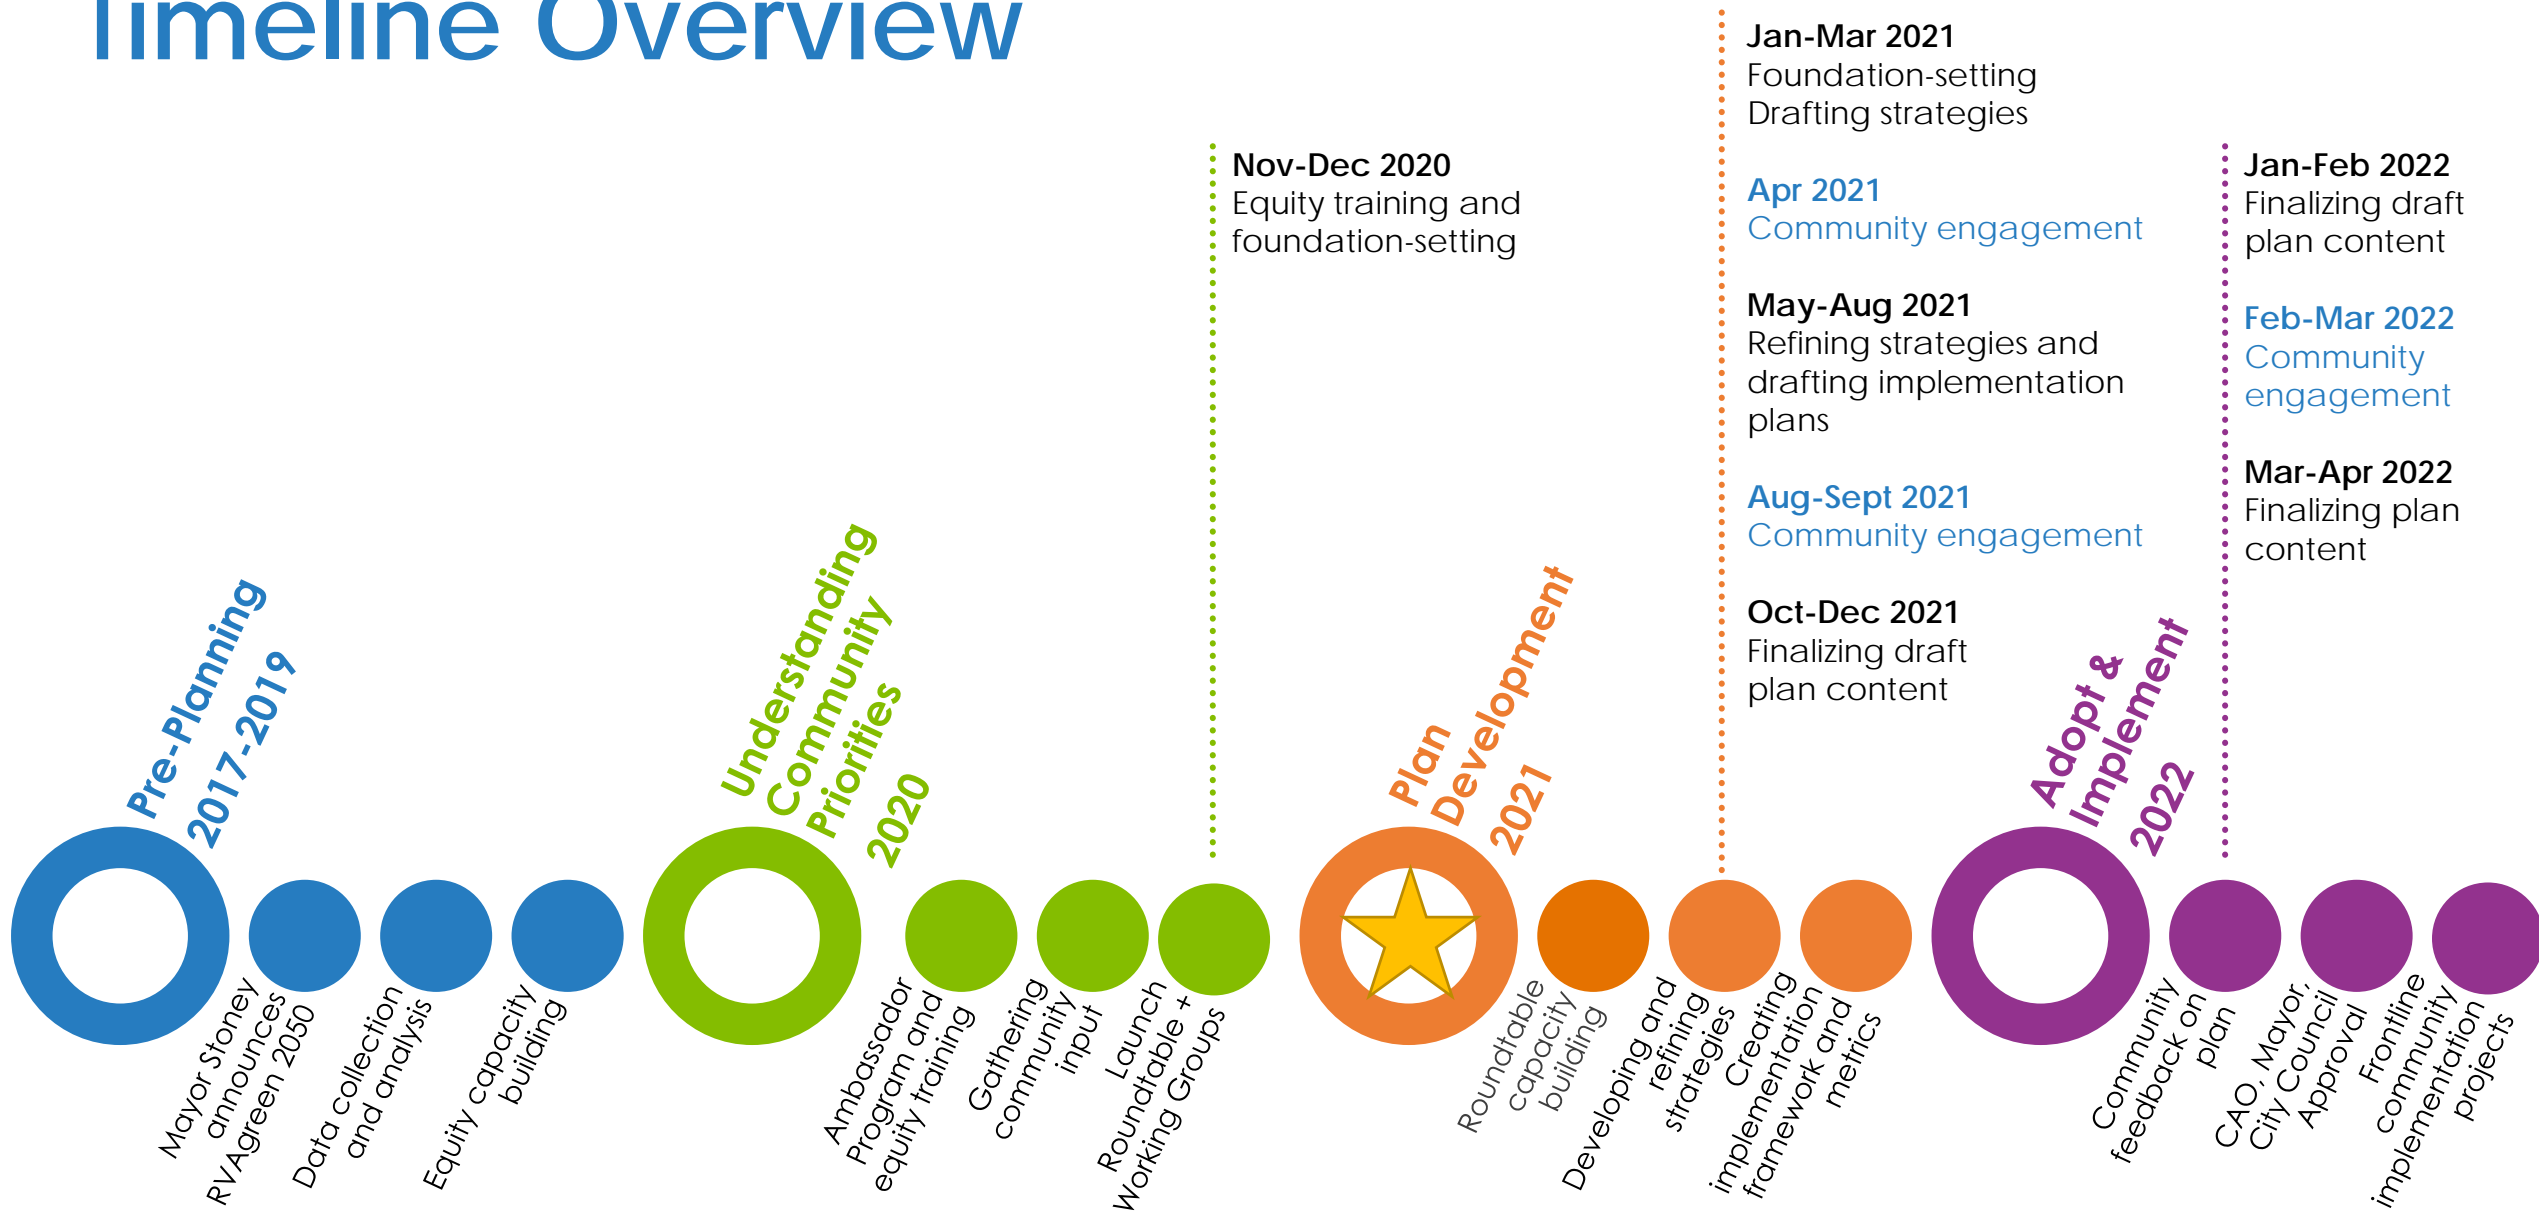 Timeline Overview
Nov-Dec 2020
Equity training and
foundation-setting
Jan-Mar 2021
Foundation-setting
Drafting strategies
Apr 2021
Community engagement
May-Aug 2021
Refining strategies and
drafting implementation
plans
Aug-Sept 2021
Community engagement
Oct-Dec 2021
Finalizing draft
plan content
Jan-Feb 2022
Finalizing draft
plan content
Feb-Mar 2022
Community
engagement
Mar-Apr 2022
Finalizing plan
content
Pre-Planning
2017-2019
Mayor Stoney
announces
RVAgreen 2050
Data collection
and analysis
Equity capacity
building
Understanding
Community
Priorities
2020
Ambassador
Program and
equity training
Gathering
community
input
Launch
Roundtable +
Working Groups
Plan
Development
2021
Roundtable
capacity
building
Developing and
refining
strategies
Creating
implementation
framework and
metrics
Adopt &
Implement
2022
Community
feedback on
plan
CAO, Mayor,
City Council
Approval
Frontline
community
implementation
projects